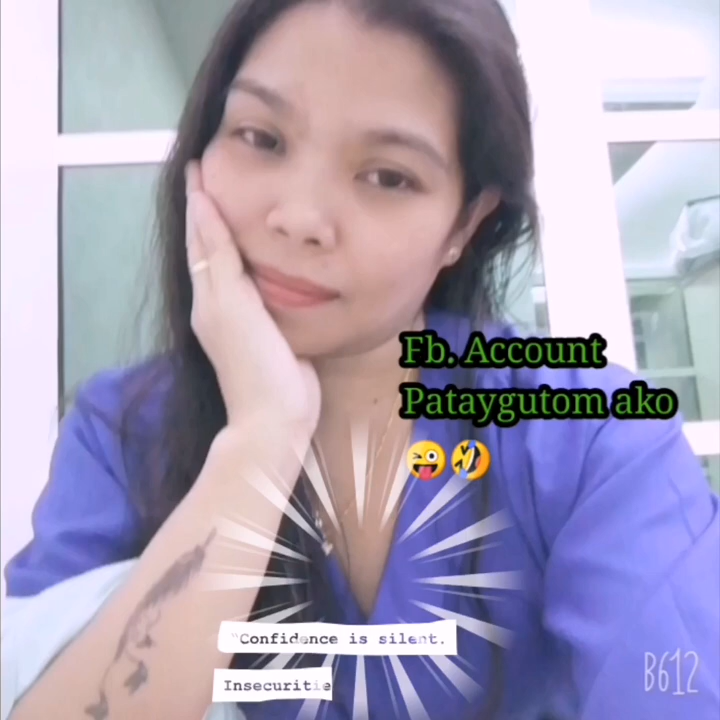 Fb. Account
Pataygutom ako
😜🤣
"Confidence is silent.
Insecuritie
B612